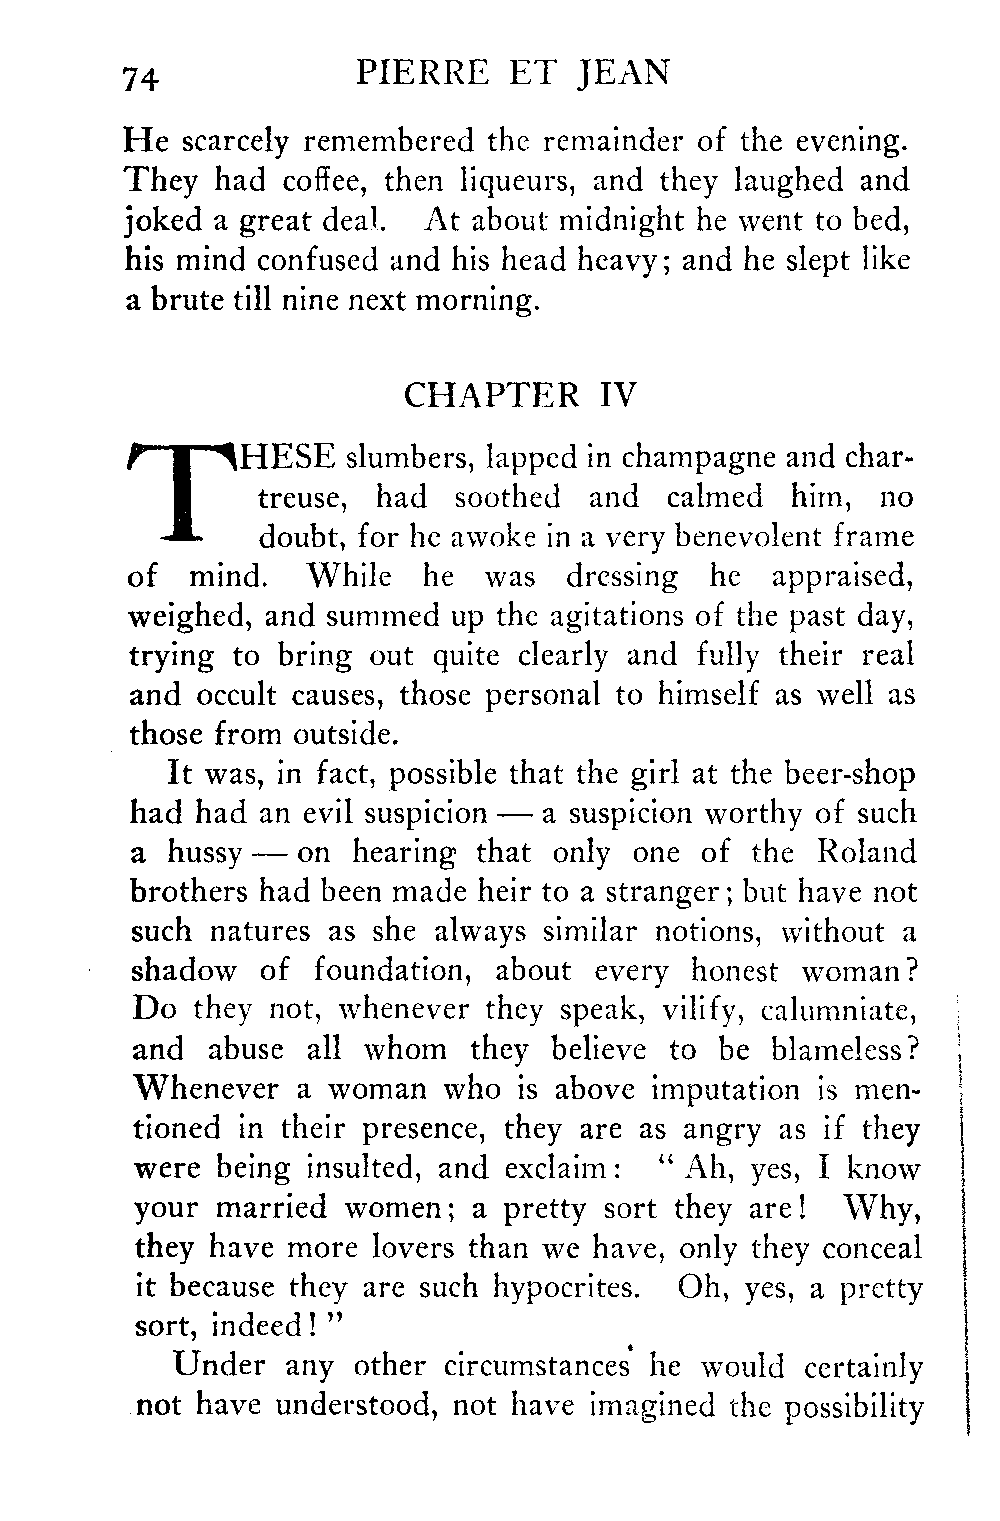 74 PIERRE ET JEAN
He scarcely remembered the remainder of the evening.
They had coffee, then liqueurs, and they laughed and
joked a great deal. At about midnight he went to bed,
his mind confused and his head heavy; and he slept like
a brute till nine next morning.
CHAPTER IV
THESE slumbers, lapped in champagne and char-
treuse, had soothed and calmed him, no
doubt, for he awoke in a very benevolent frame
of mind. While he was dressing he appraised,
weighed, and summed up the agitations of the past day,
trying to bring out quite clearly and fully their real
and occult causes, those personal to himself as well as
those from outside.
It was, in fact, possible that the girl at the beer-shop
had had an evil suspicion — a suspicion worthy of such
a hussy — on hearing that only one of the Roland
brothers had been made heir to a stranger; but have not
such natures as she always similar notions, without a
shadow of foundation, about every honest woman?
Do they not, whenever they speak, vilify, calumniate,
and abuse all whom they believe to be blameless?
Whenever a woman who is above imputation is men-
tioned in their presence, they are as angry as if they
were being insulted, and exclaim: “ Ah, yes, I know
your married women; a pretty sort they are! Why,
they have more lovers than we have, only they conceal
it because they are such hypocrites. Oh, yes, a pretty
sort, indeed! ”
Under any other circumstances he would certainly
not have understood, not have imagined the possibility